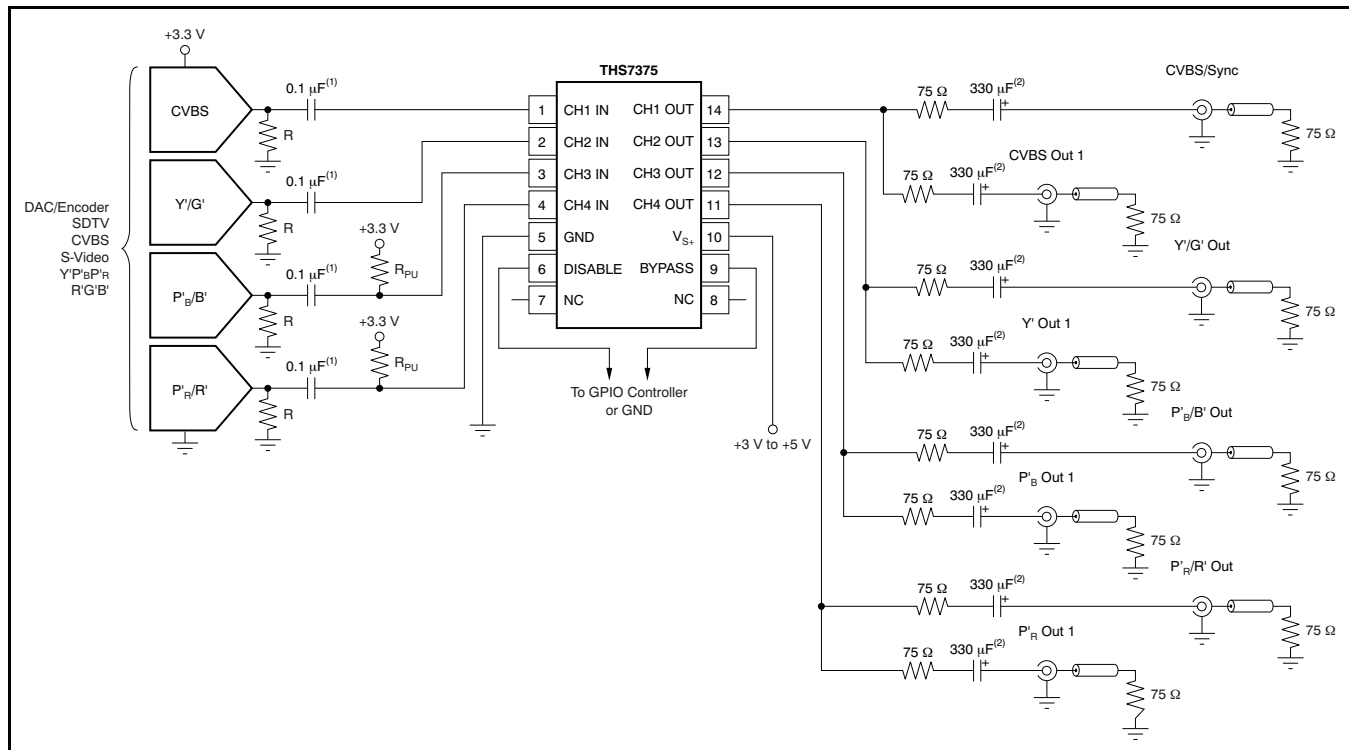 +3.3 V
CVBS
0.1 µF(1)
R
Y'/G'
0.1 µF(1)
R
DAC/Encoder
SDTV
CVBS
S-Video
Y'P'BP'R
R'G'B'
P'B/B'
0.1 µF(1)
R
+3.3 V
RPU
P'R/R'
0.1 µF(1)
R
+3.3 V
RPU
THS7375
1 CH1 IN CH1 OUT 14
2 CH2 IN CH2 OUT 13
3 CH3 IN CH3 OUT 12
4 CH4 IN CH4 OUT 11
5 GND VS+ 10
6 DISABLE BYPASS 9
7 NC NC 8
To GPIO Controller
or GND
+3 V to +5 V
CVBS/Sync
75 Ω 330 µF(2)
75 Ω
CVBS Out 1
75 Ω 330 µF(2)
75 Ω
Y'/G' Out
75 Ω 330 µF(2)
75 Ω
Y' Out 1
75 Ω 330 µF(2)
75 Ω
P'B/B' Out
75 Ω 330 µF(2)
75 Ω
P'B Out 1
75 Ω 330 µF(2)
75 Ω
P'R/R' Out
75 Ω 330 µF(2)
75 Ω
P'R Out 1
75 Ω 330 µF(2)
75 Ω